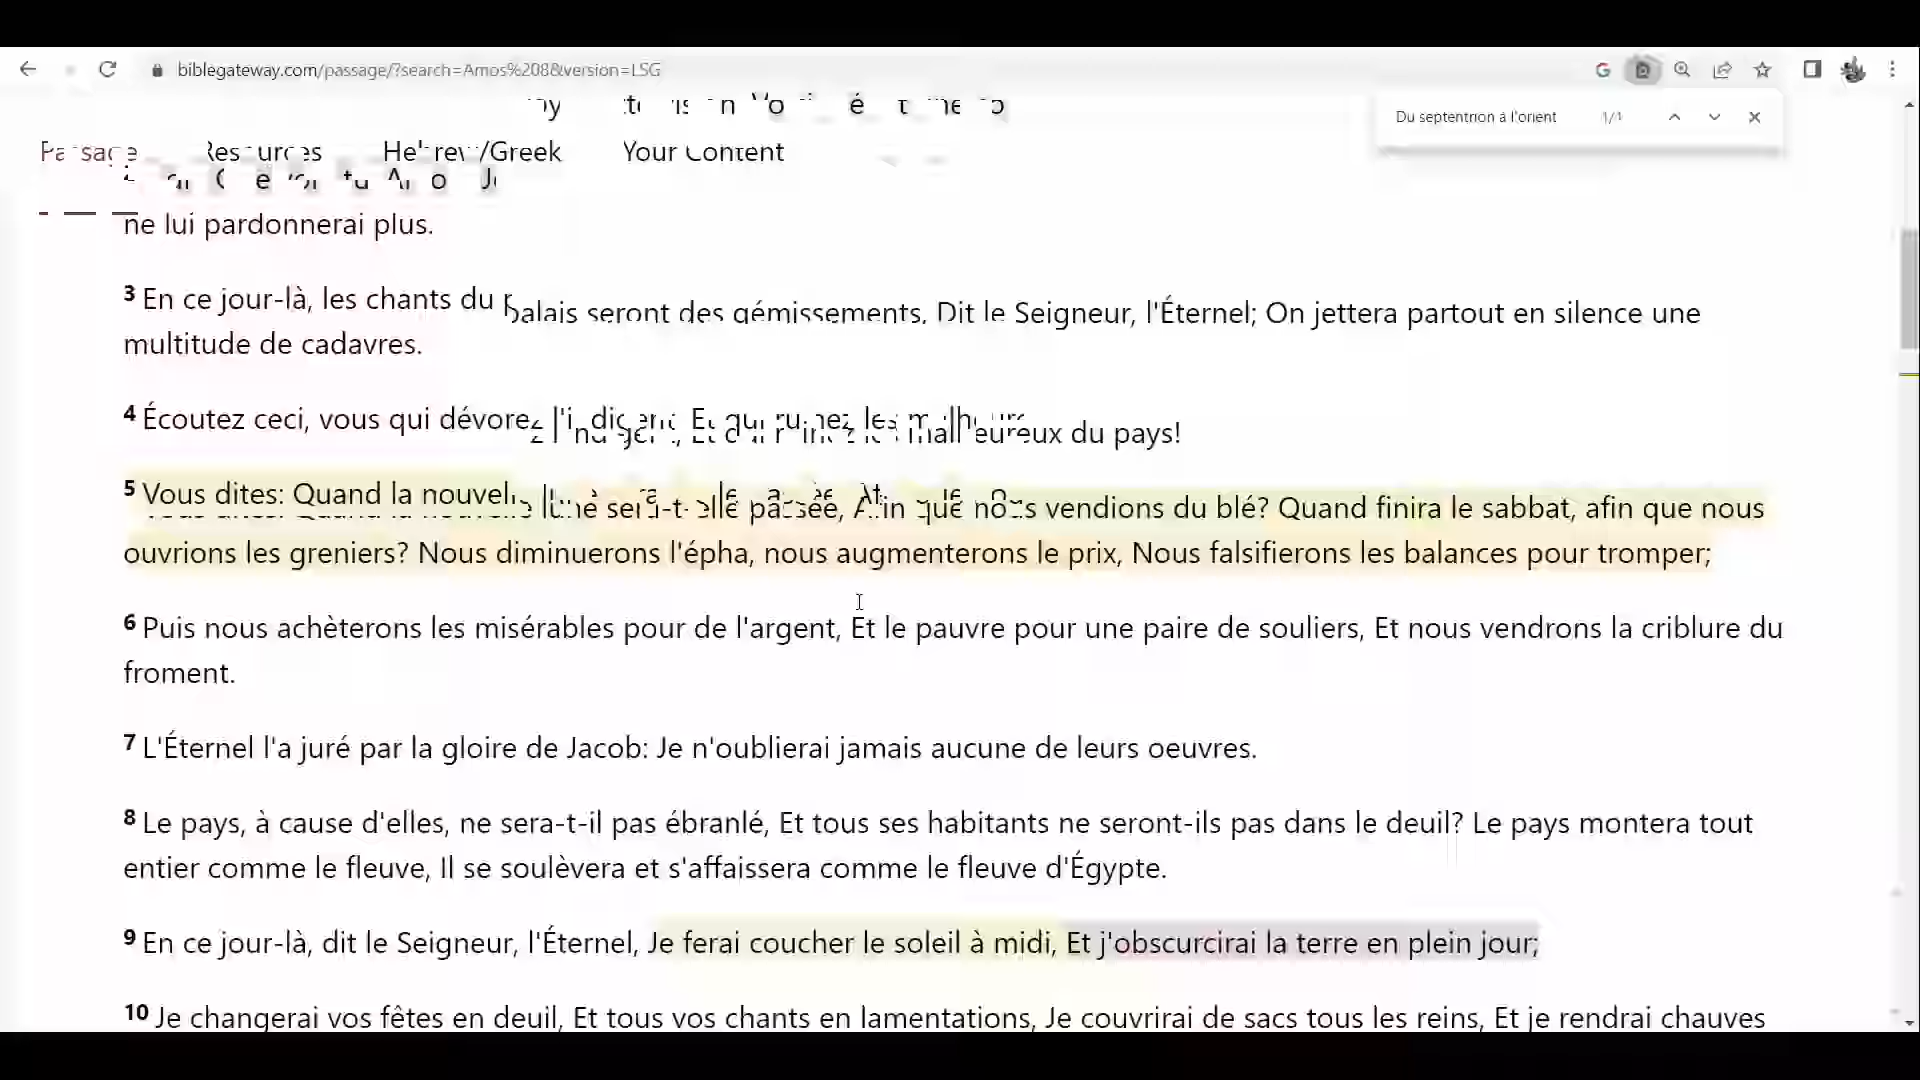 biblegateway.com/passage/?search=Amos%208&version=LSG
Du septentrion à l'orient 1/1
Passage Resources Hebrew/Greek Your Content
ne lui pardonnerai plus.
3 En ce jour-là, les chants du palais seront des gémissements, Dit le Seigneur, l'Éternel; On jettera partout en silence une
multitude de cadavres.
4 Écoutez ceci, vous qui dévorez l'indigent, Et qui ruinez les malheureux du pays!
5 Vous dites: Quand la nouvelle lune sera-t-elle passée, Afin que nous vendions du blé? Quand finira le sabbat, afin que nous
ouvrions les greniers? Nous diminuerons l'épha, nous augmenterons le prix, Nous falsifierons les balances pour tromper;
6 Puis nous achèterons les misérables pour de l'argent, Et le pauvre pour une paire de souliers, Et nous vendrons la criblure du
froment.
7 L'Éternel l'a juré par la gloire de Jacob: Je n'oublierai jamais aucune de leurs oeuvres.
8 Le pays, à cause d'elles, ne sera-t-il pas ébranlé, Et tous ses habitants ne seront-ils pas dans le deuil? Le pays montera tout
entier comme le fleuve, Il se soulèvera et s'affaissera comme le fleuve d'Égypte.
9 En ce jour-là, dit le Seigneur, l'Éternel, Je ferai coucher le soleil à midi, Et j'obscurcirai la terre en plein jour;
10 Je changerai vos fêtes en deuil, Et tous vos chants en lamentations, Je couvrirai de sacs tous les reins, Et je rendrai chauves